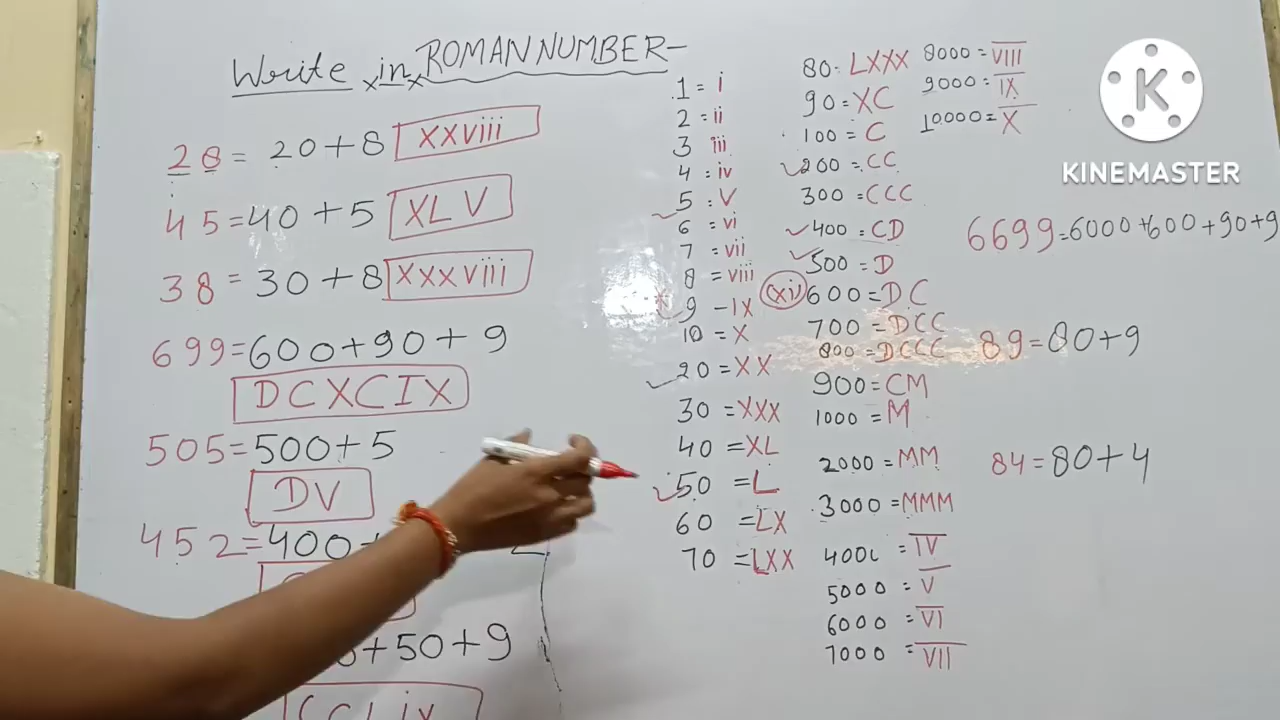 Write in ROMAN NUMBER-
28 = 20+8 XXviii
45=40+5 XLV
38=30+8 XXXviii
699=600+90+9
DCXCIX
505=500+5
DV
452=400+
+50+9
CCLix
1= i
2= ii
3 iii
4: iv
5: V
6= vi
7= vii
8= viii
9 -IX
10=X
20=XX
30=XXX
40=XL
50=L
60=LX
70=LXX
80. LXXX
90=XC
100= C
200=CC
300=CCC
400=CD
500=D
(xi) 600=DC
700=DCC
800=DCCC
900=CM
1000=M
2000=MM
3000=MMM
4000=I̅V̅
5000=V̅
6000=V̅I̅
7000=V̅I̅I̅
8000=V̅I̅I̅I̅
9000=I̅X̅
10000=X̅
6699=6000+600+90+9
89=80+9
84=80+4
K
KINEMASTER